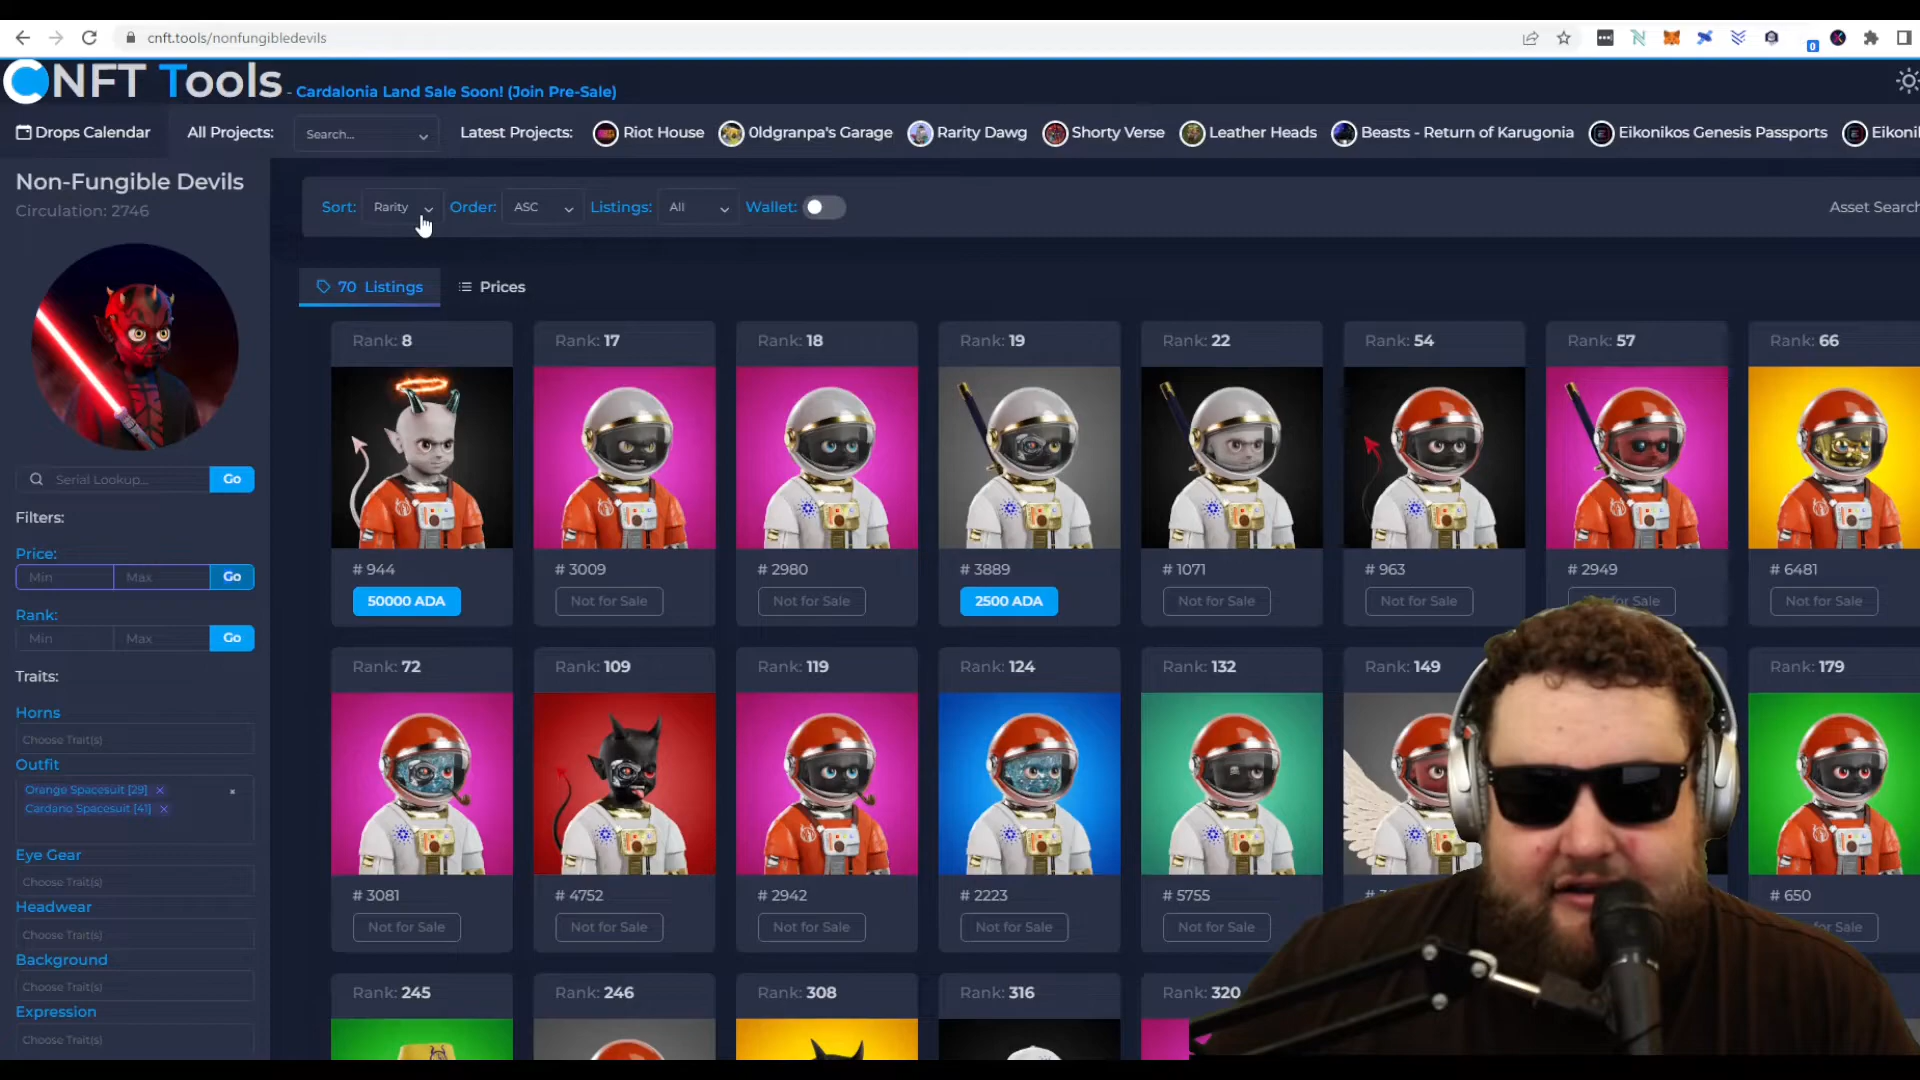 cnft.tools/nonfungibledevils
0
CNFT Tools - Cardalonia Land Sale Soon! (Join Pre-Sale)
Drops Calendar All Projects: Search... Latest Projects: Riot House 0ldgranpa's Garage Rarity Dawg Shorty Verse Leather Heads Beasts - Return of Karugonia Eikonikos Genesis Passports Eikoni
Non-Fungible Devils
Circulation: 2746
Sort: Rarity Order: ASC Listings: All Wallet: Asset Search
70 Listings Prices
Rank: 8 Rank: 17 Rank: 18 Rank: 19 Rank: 22 Rank: 54 Rank: 57 Rank: 66
# 944 # 3009 # 2980 # 3889 # 1071 # 963 # 2949 # 6481
50000 ADA Not for Sale Not for Sale 2500 ADA Not for Sale Not for Sale for Sale Not for Sale
Rank: 72 Rank: 109 Rank: 119 Rank: 124 Rank: 132 Rank: 149 Rank: 179
# 3081 # 4752 # 2942 # 2223 # 5755 # 650
Not for Sale Not for Sale Not for Sale Not for Sale Not for Sale for Sale
Rank: 245 Rank: 246 Rank: 308 Rank: 316 Rank: 320
Serial Lookup... Go
Filters:
Price:
Min Max Go
Rank:
Min Max Go
Traits:
Horns
Choose Trait(s)
Outfit
Orange Spacesuit [29] ×
Cardano Spacesuit [41] ×
Eye Gear
Choose Trait(s)
Headwear
Choose Trait(s)
Background
Choose Trait(s)
Expression
Choose Trait(s)